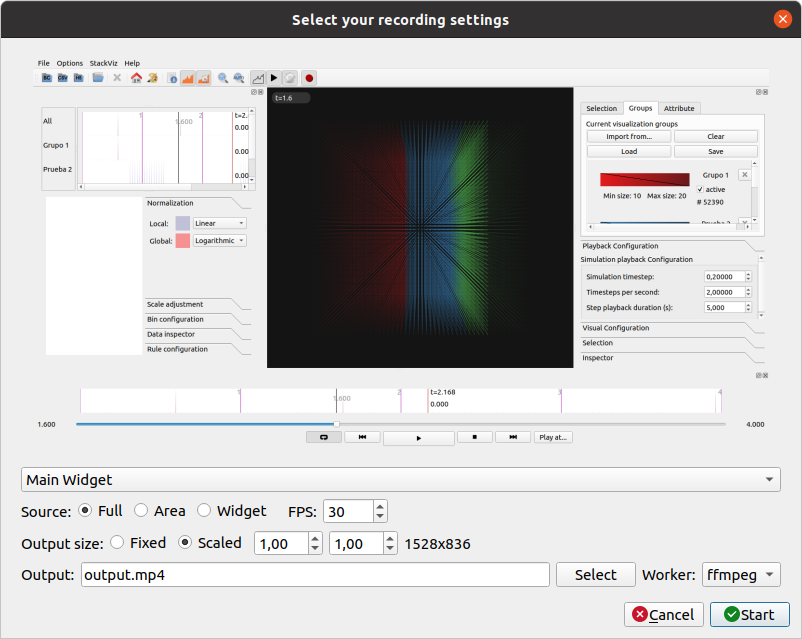 Select your recording settings
File Options StackViz Help
t=1.6
All
Grupo 1
Prueba 2
1 1.600 2 t=2.
0.00
0.00
0.00
Normalization
Local: Linear
Global: Logarithmic
Scale adjustment
Bin configuration
Data inspector
Rule configuration
Selection Groups Attribute
Current visualization groups
Import from... Clear
Load Save
Grupo 1
active
Min size: 10 Max size: 20 # 52390
Playback Configuration
Simulation playback Configuration
Simulation timestep: 0,20000
Timesteps per second: 2,00000
Step playback duration (s): 5,000
Visual Configuration
Selection
Inspector
1 1.600 2 t=2.168 3 4
0.000
1.600 4.000
Play at...
Main Widget
Source: Full Area Widget FPS: 30
Output size: Fixed Scaled 1,00 1,00 1528x836
Output: output.mp4 Select Worker: ffmpeg
Cancel Start